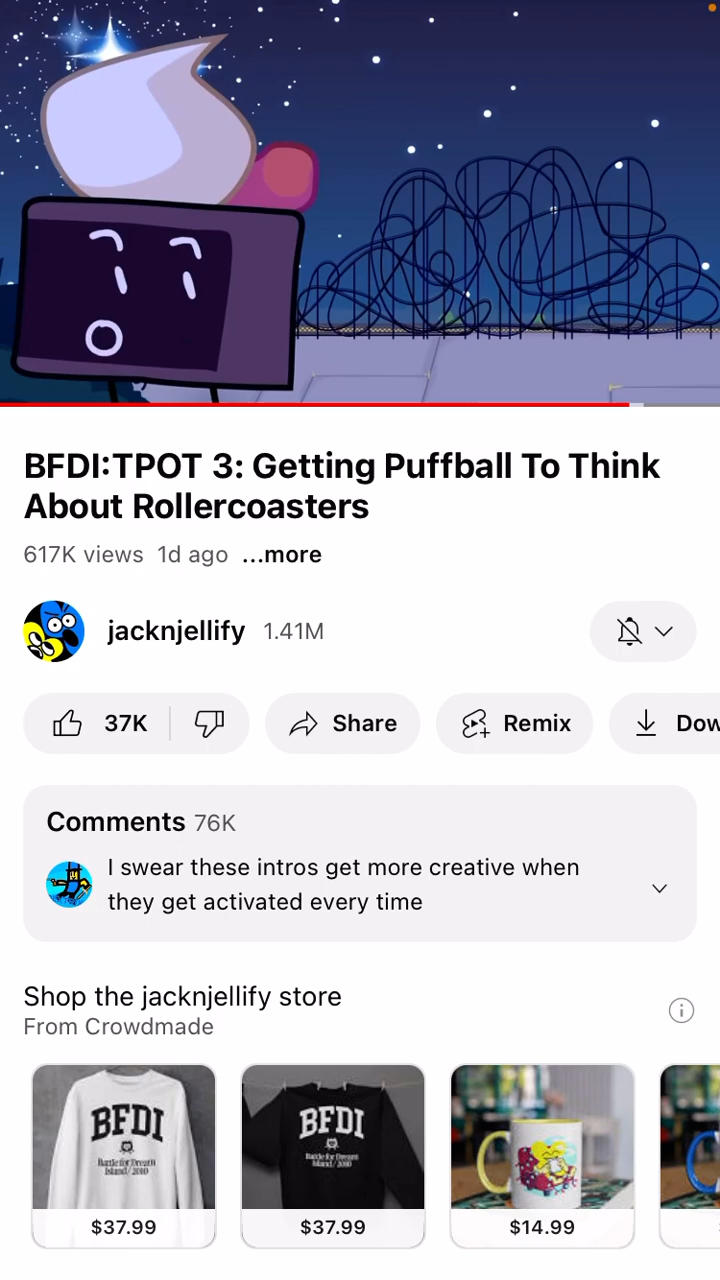 BFDI:TPOT 3: Getting Puffball To Think
About Rollercoasters
617K views 1d ago ...more
jacknjellify 1.41M
37K
Share
Remix
Dow
Comments 76K
I swear these intros get more creative when
they get activated every time
Shop the jacknjellify store
From Crowdmade
BFDI
Battle for Dream
Island/2010
$37.99
BFDI
Battle for Dream
Island/2010
$37.99
$14.99